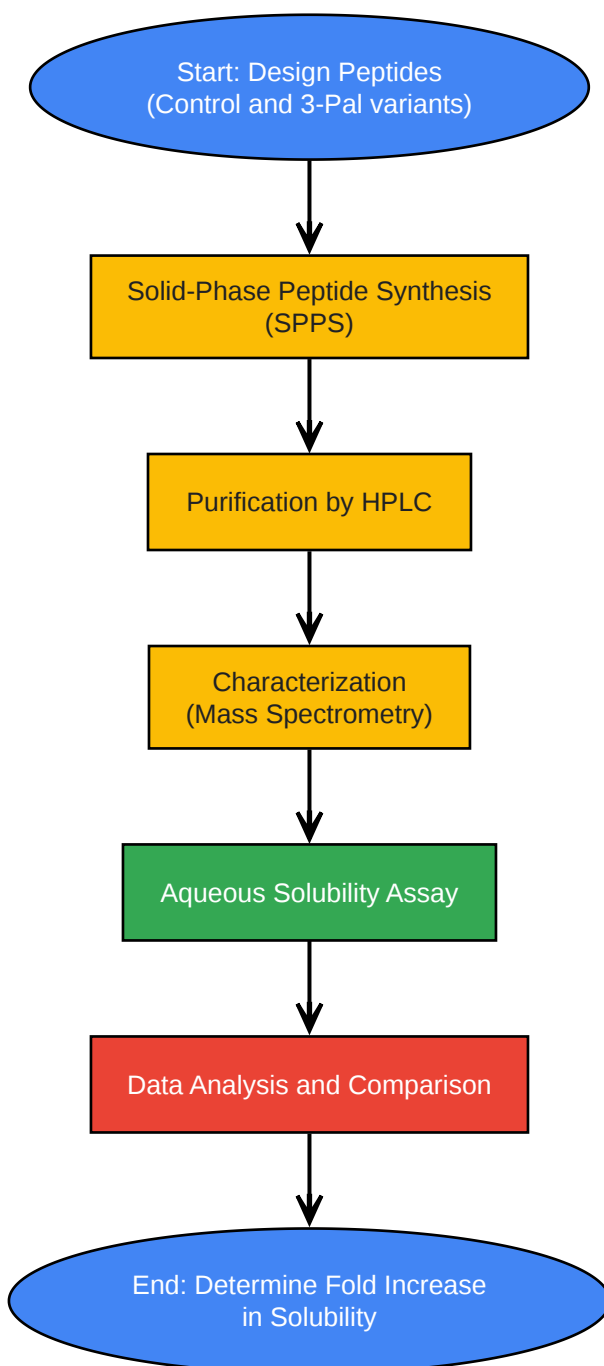 Start: Design Peptides
(Control and 3-Pal variants)
Solid-Phase Peptide Synthesis
(SPPS)
Purification by HPLC
Characterization
(Mass Spectrometry)
Aqueous Solubility Assay
Data Analysis and Comparison
End: Determine Fold Increase
in Solubility